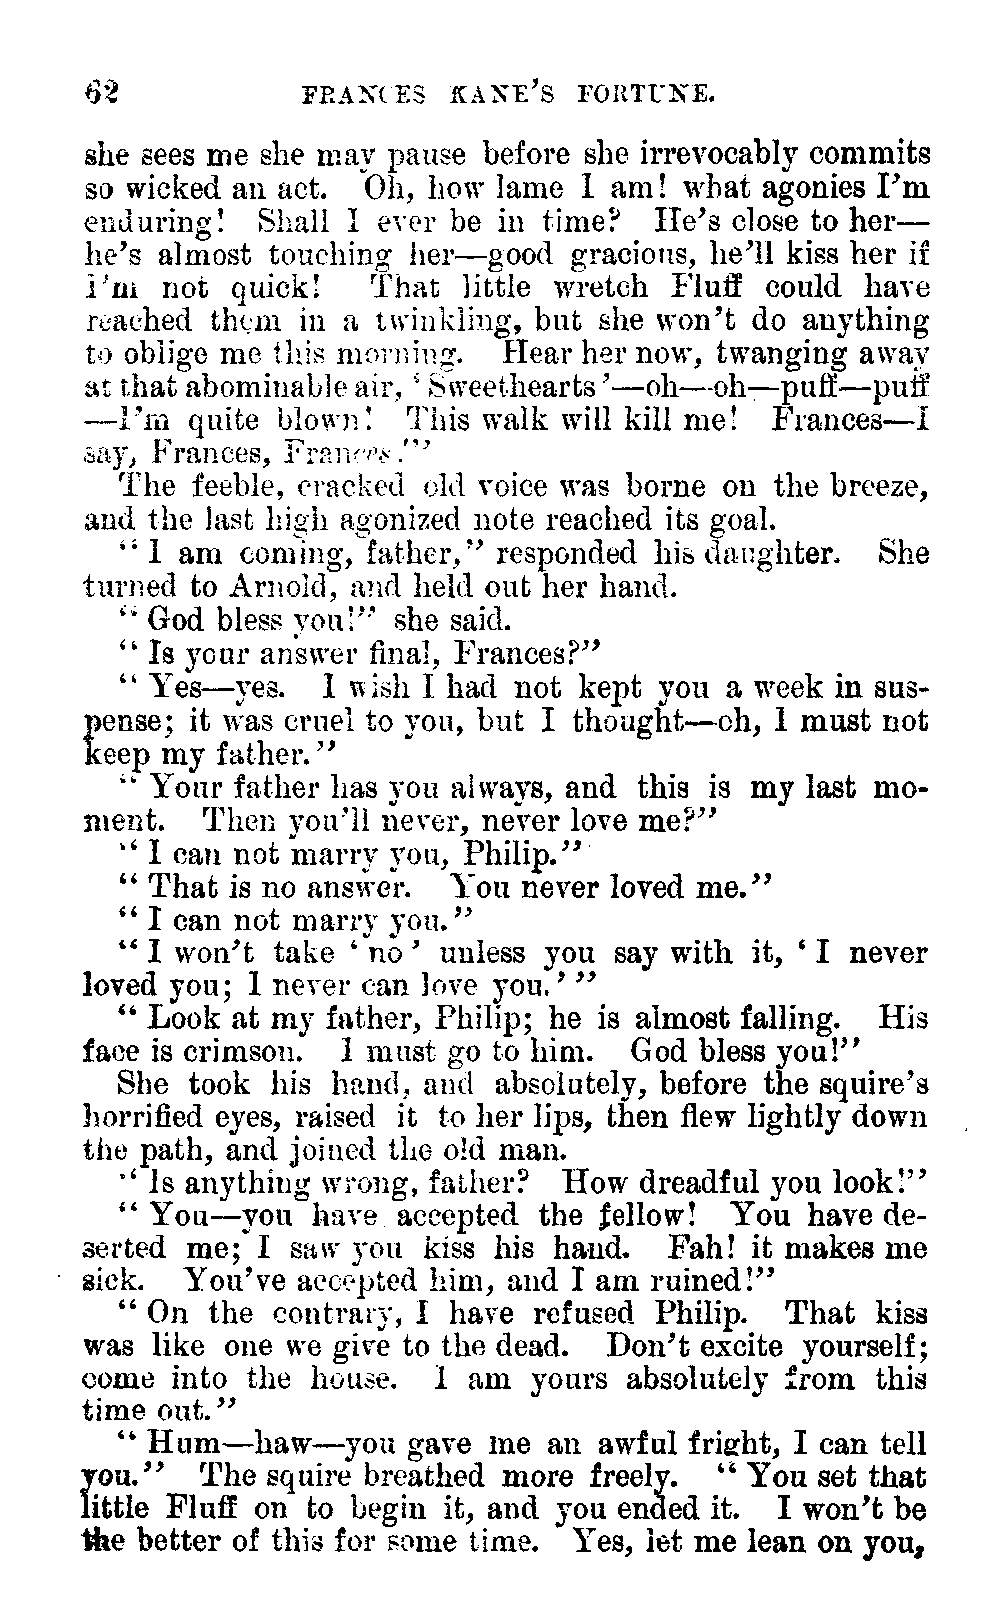 62 FRANCES KANE'S FORTUNE.
she sees me she may pause before she irrevocably commits
so wicked an act. Oh, how lame I am! what agonies I'm
enduring! Shall I ever be in time? He's close to her—
he's almost touching her—good gracious, he'll kiss her if
I'm not quick! That little wretch Fluff could have
reached them in a twinkling, but she won't do anything
to oblige me this morning. Hear her now, twanging away
at that abominable air, 'Sweethearts'—oh—oh—puff—puff
—I'm quite blown! This walk will kill me! Frances—I
say, Frances, Frances!"
The feeble, cracked old voice was borne on the breeze,
and the last high agonized note reached its goal.
"I am coming, father," responded his daughter. She
turned to Arnold, and held out her hand.
"God bless you!" she said.
"Is your answer final, Frances?"
"Yes—yes. I wish I had not kept you a week in sus-
pense; it was cruel to you, but I thought—oh, I must not
keep my father."
"Your father has you always, and this is my last mo-
ment. Then you'll never, never love me?"
"I can not marry you, Philip."
"That is no answer. You never loved me."
"I can not marry you."
"I won't take 'no' unless you say with it, 'I never
loved you; I never can love you.'"
"Look at my father, Philip; he is almost falling. His
face is crimson. I must go to him. God bless you!"
She took his hand, and absolutely, before the squire's
horrified eyes, raised it to her lips, then flew lightly down
the path, and joined the old man.
"Is anything wrong, father? How dreadful you look!"
"You—you have accepted the fellow! You have de-
serted me; I saw you kiss his hand. Fah! it makes me
sick. You've accepted him, and I am ruined!"
"On the contrary, I have refused Philip. That kiss
was like one we give to the dead. Don't excite yourself;
come into the house. I am yours absolutely from this
time out."
"Hum—haw—you gave me an awful fright, I can tell
you." The squire breathed more freely. "You set that
little Fluff on to begin it, and you ended it. I won't be
the better of this for some time. Yes, let me lean on you,